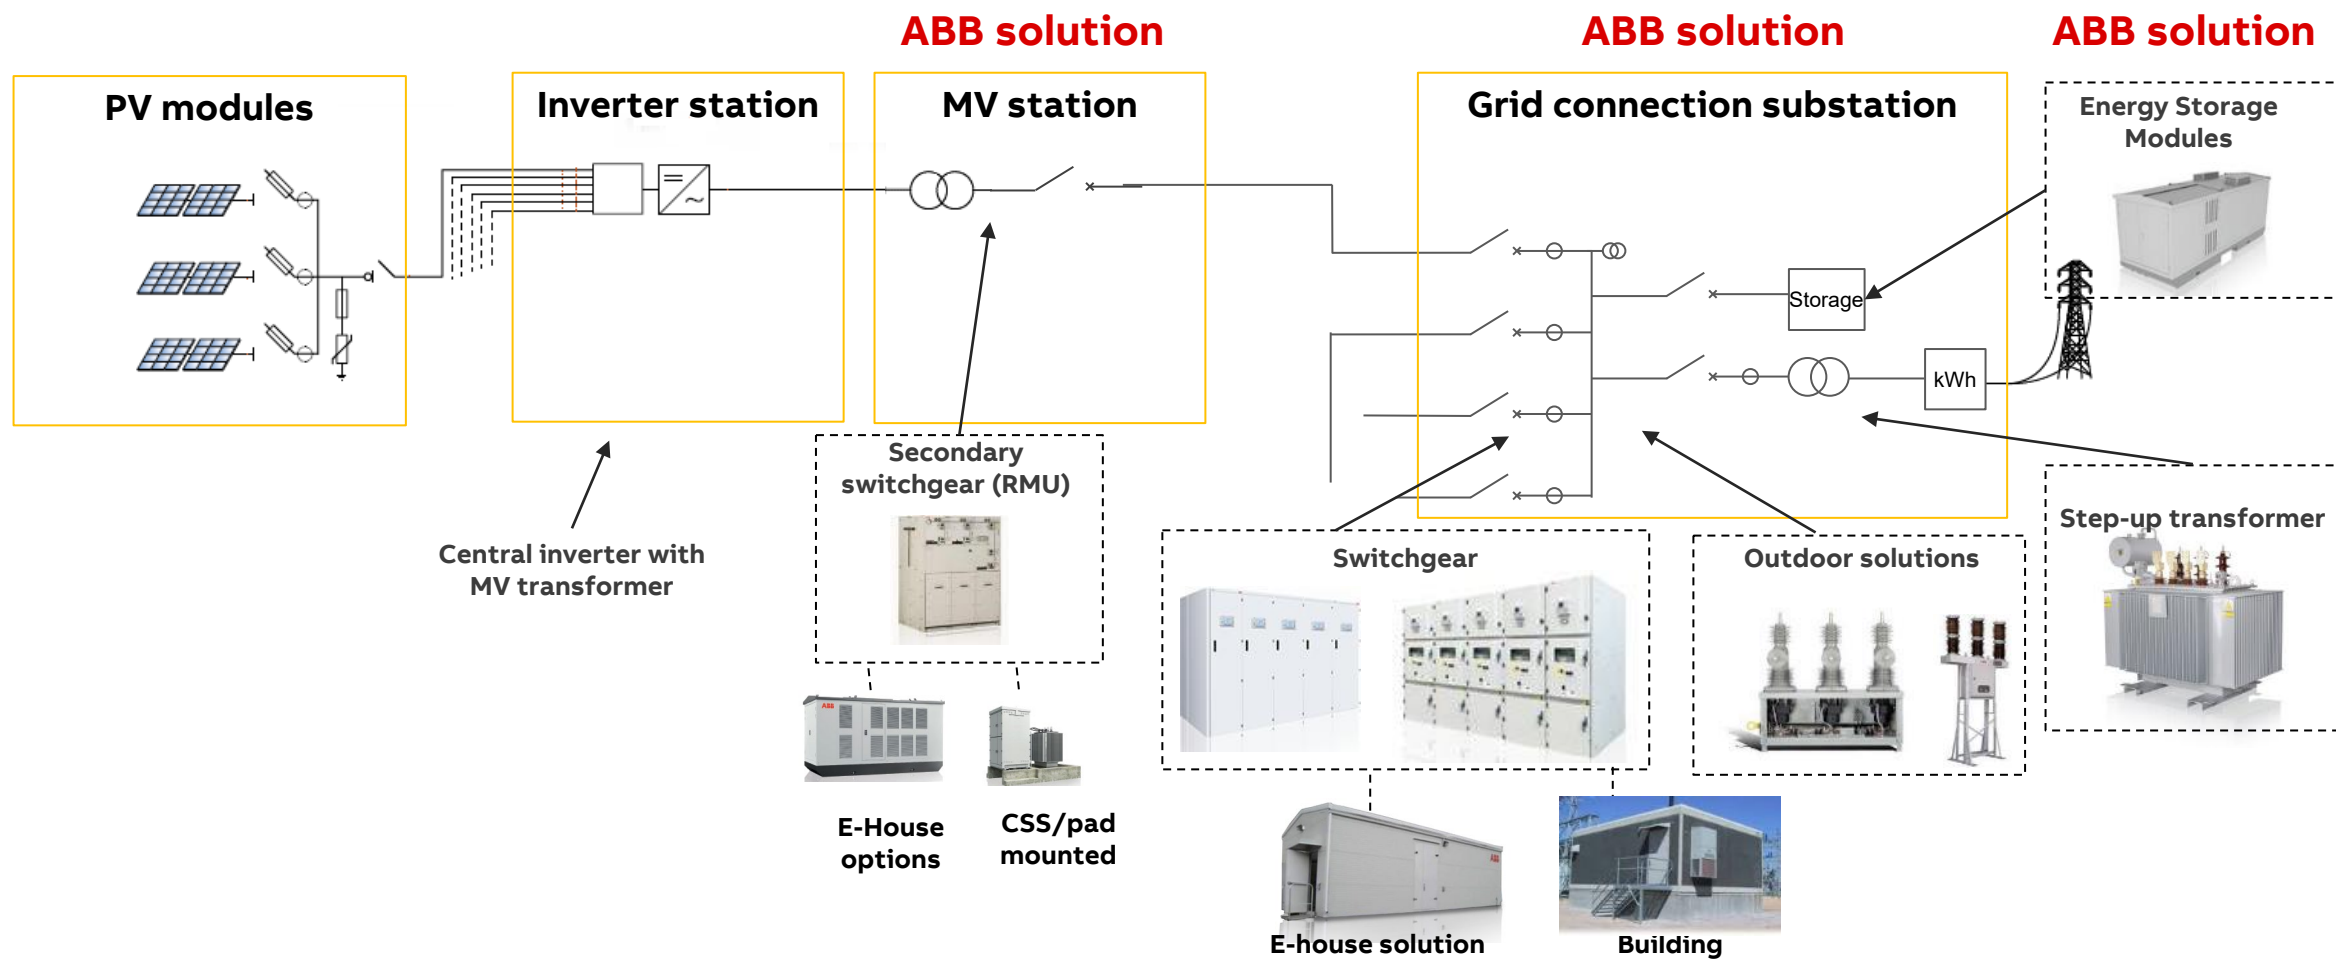 ABB solution
ABB solution
ABB solution
PV modules
Inverter station
MV station
Grid connection substation
Energy Storage
Modules
Storage
kWh
Secondary
switchgear (RMU)
Central inverter with
MV transformer
Switchgear
Outdoor solutions
Step-up transformer
ABB
E-House
options
CSS/pad
mounted
ABB
E-house solution
Building